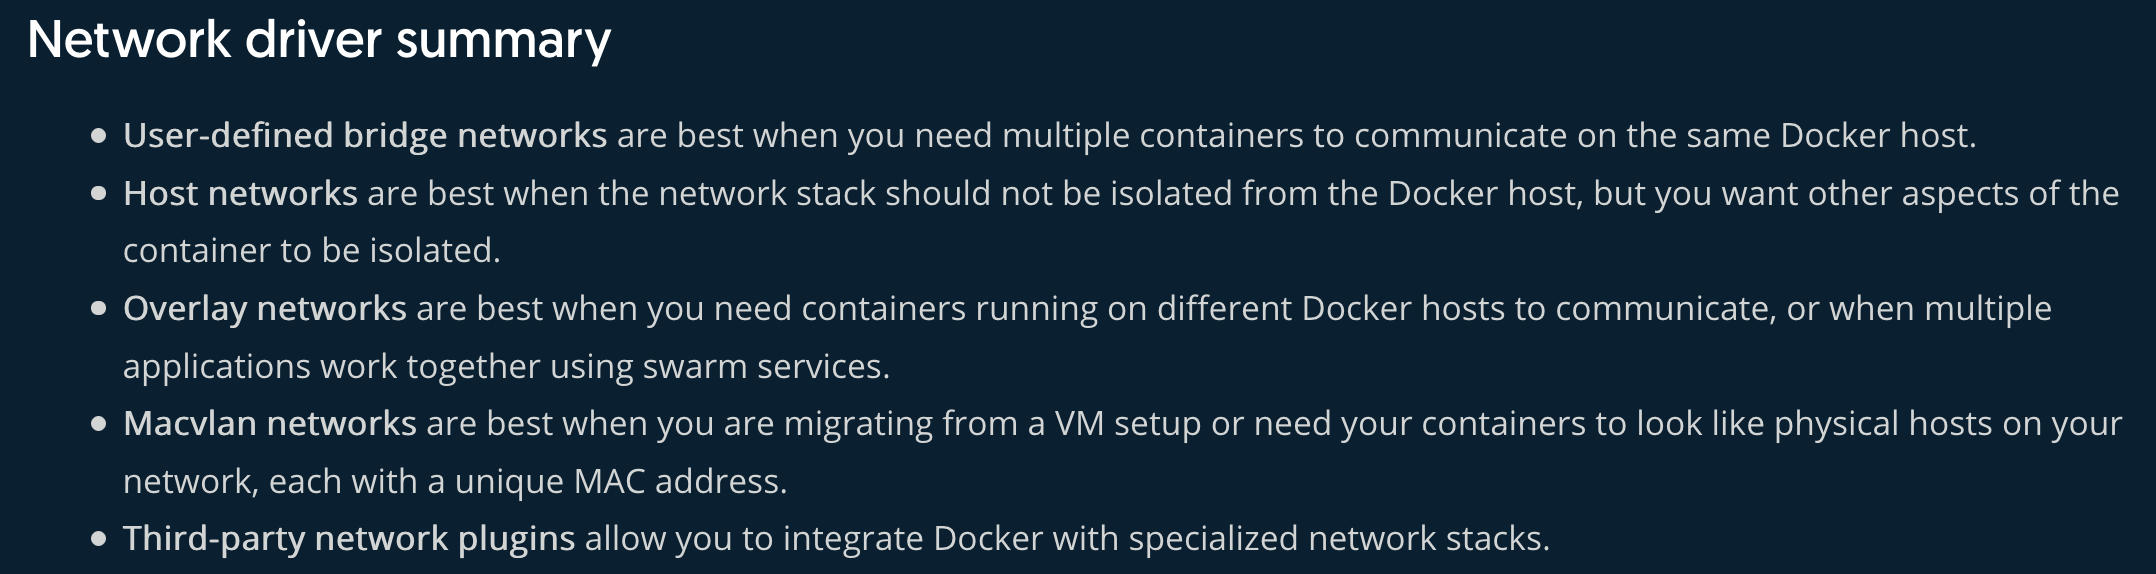 Network driver summary
• User-defined bridge networks are best when you need multiple containers to communicate on the same Docker host.
• Host networks are best when the network stack should not be isolated from the Docker host, but you want other aspects of the
container to be isolated.
• Overlay networks are best when you need containers running on different Docker hosts to communicate, or when multiple
applications work together using swarm services.
• Macvlan networks are best when you are migrating from a VM setup or need your containers to look like physical hosts on your
network, each with a unique MAC address.
• Third-party network plugins allow you to integrate Docker with specialized network stacks.